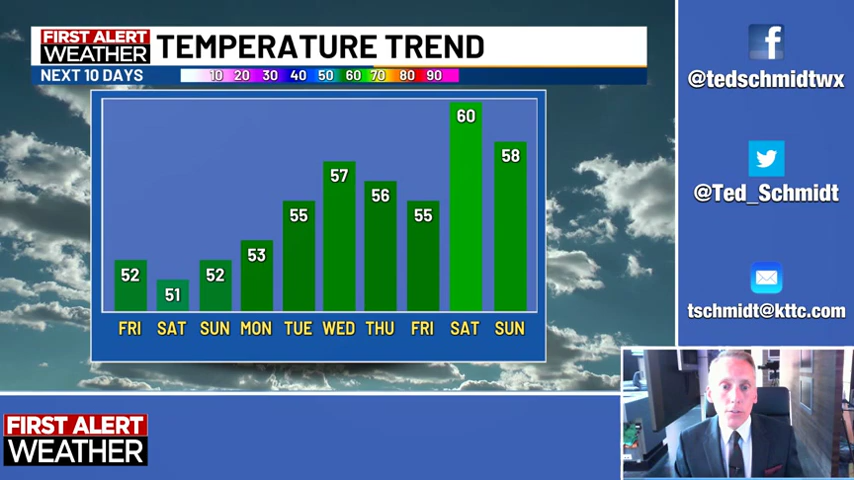 FIRST ALERT
WEATHER
TEMPERATURE TREND
NEXT 10 DAYS
10 20 30 40 50 60 70 80 90
52 51 52 53 55 57 56 55 60 58
FRI SAT SUN MON TUE WED THU FRI SAT SUN
f
@tedschmidtwx
@Ted_Schmidt
tschmidt@kttc.com
FIRST ALERT
WEATHER